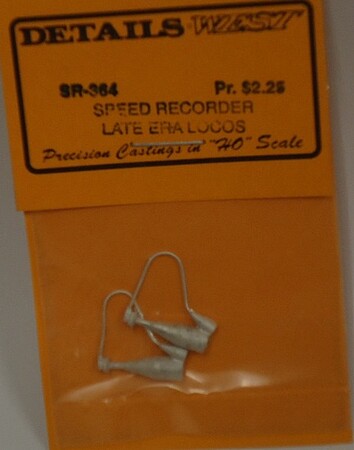 DETAILS WEST
SR-364 Pr. $2.25
SPEED RECORDER
LATE ERA LOCOS
Precision Castings in "HO" Scale